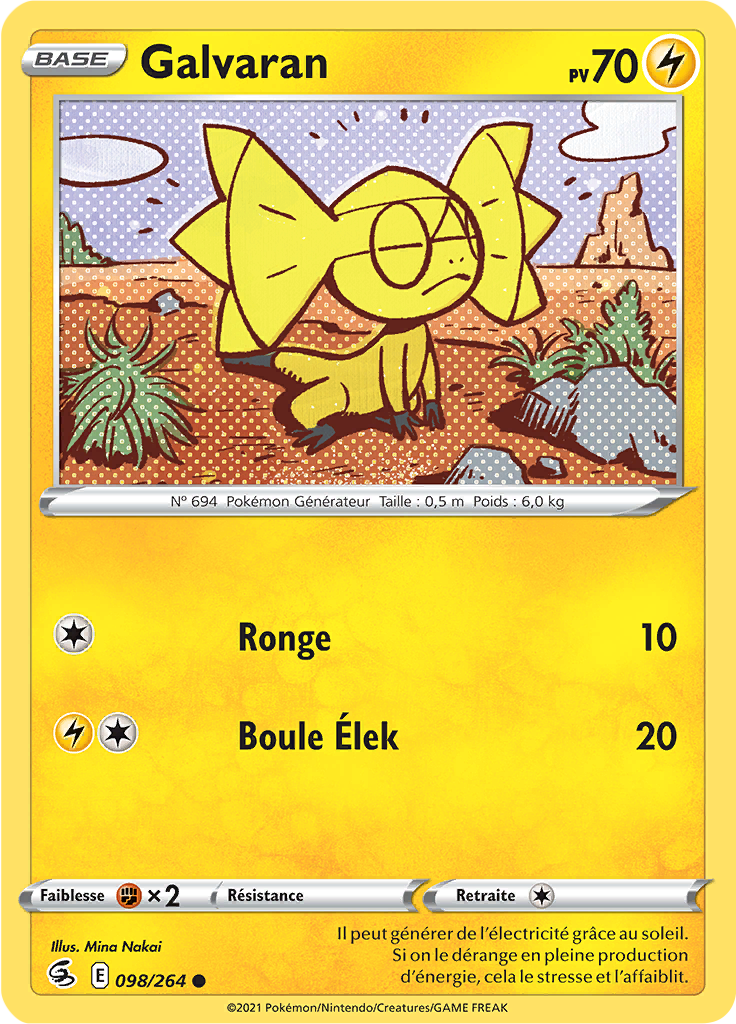 BASE Galvaran PV 70
N° 694 Pokémon Générateur Taille : 0,5 m Poids : 6,0 kg
Ronge 10
Boule Élek 20
Faiblesse ×2 Résistance Retraite
Illus. Mina Nakai
Il peut générer de l'électricité grâce au soleil.
Si on le dérange en pleine production
d'énergie, cela le stresse et l'affaiblit.
E 098/264
©2021 Pokémon/Nintendo/Creatures/GAME FREAK